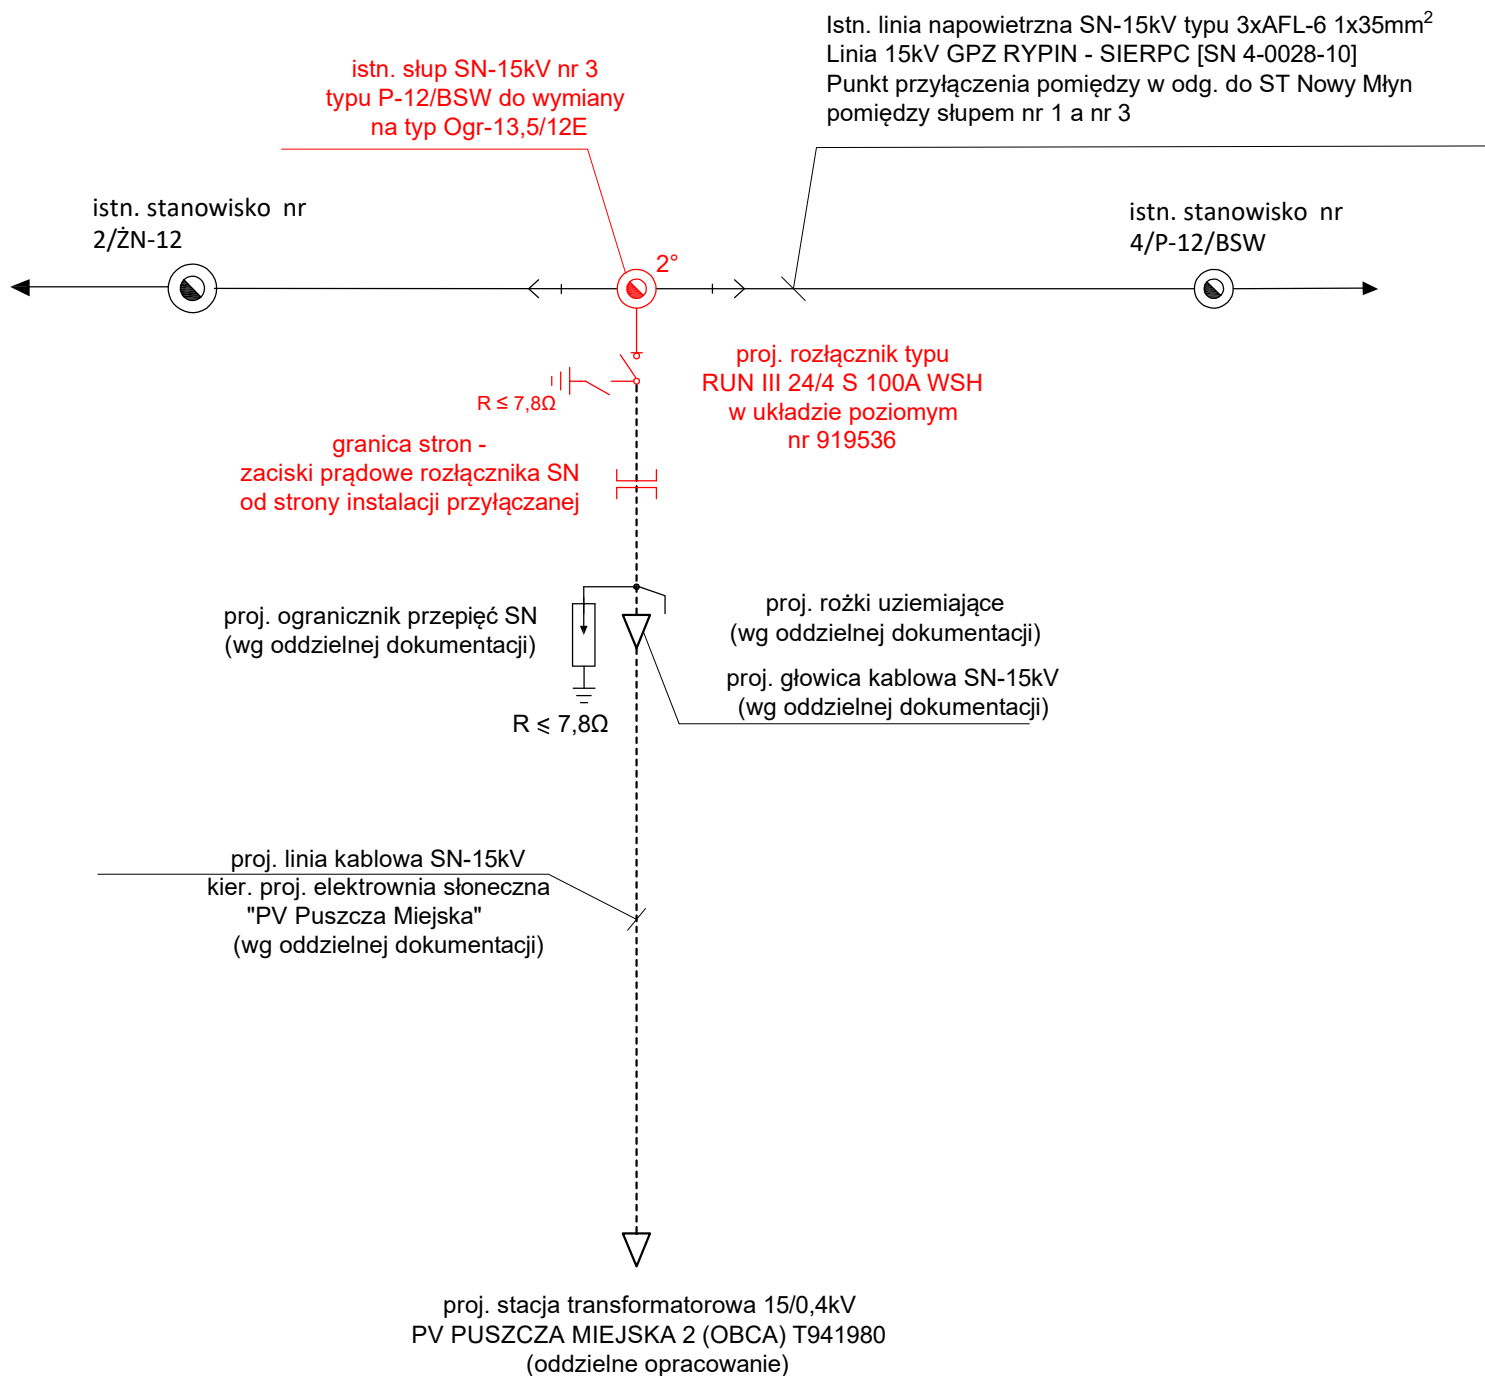 Istn. linia napowietrzna SN-15kV typu 3xAFL-6 1x35mm²
Linia 15kV GPZ RYPIN - SIERPC [SN 4-0028-10]
Punkt przyłączenia pomiędzy w odg. do ST Nowy Młyn
pomiędzy słupem nr 1 a nr 3
istn. słup SN-15kV nr 3
typu P-12/BSW do wymiany
na typ Ogr-13,5/12E
istn. stanowisko nr
2/ŻN-12
istn. stanowisko nr
4/P-12/BSW
2°
proj. rozłącznik typu
RUN III 24/4 S 100A WSH
w układzie poziomym
nr 919536
R ≤ 7,8Ω
granica stron -
zaciski prądowe rozłącznika SN
od strony instalacji przyłączanej
proj. ogranicznik przepięć SN
(wg oddzielnej dokumentacji)
R ≤ 7,8Ω
proj. rożki uziemiające
(wg oddzielnej dokumentacji)
proj. głowica kablowa SN-15kV
(wg oddzielnej dokumentacji)
proj. linia kablowa SN-15kV
kier. proj. elektrownia słoneczna
"PV Puszcza Miejska"
(wg oddzielnej dokumentacji)
proj. stacja transformatorowa 15/0,4kV
PV PUSZCZA MIEJSKA 2 (OBCA) T941980
(oddzielne opracowanie)